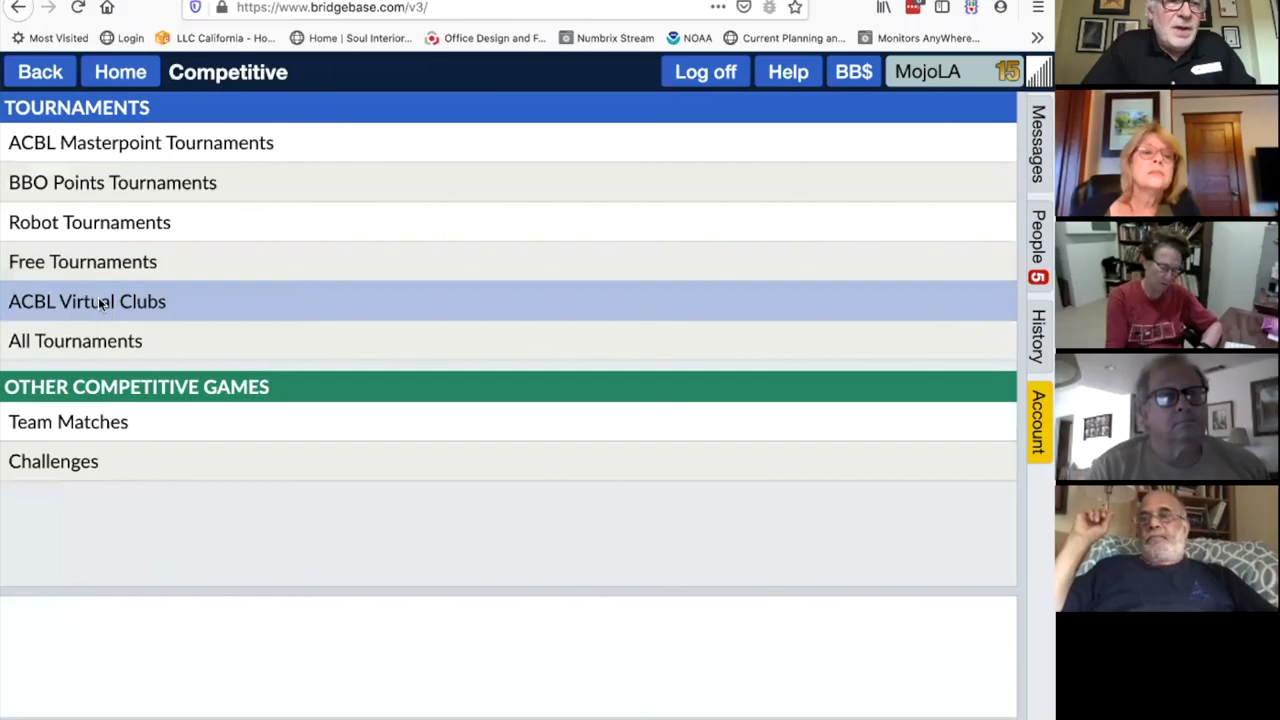 https://www.bridgebase.com/v3/
Most Visited Login LLC California - Ho... Home | Soul Interior... Office Design and F... Numbrix Stream NOAA Current Planning an... Monitors AnyWhere...
Back Home Competitive Log off Help BB$ MojoLA 15
TOURNAMENTS
ACBL Masterpoint Tournaments
BBO Points Tournaments
Robot Tournaments
Free Tournaments
ACBL Virtual Clubs
All Tournaments
OTHER COMPETITIVE GAMES
Team Matches
Challenges
Messages
People 5
History
Account